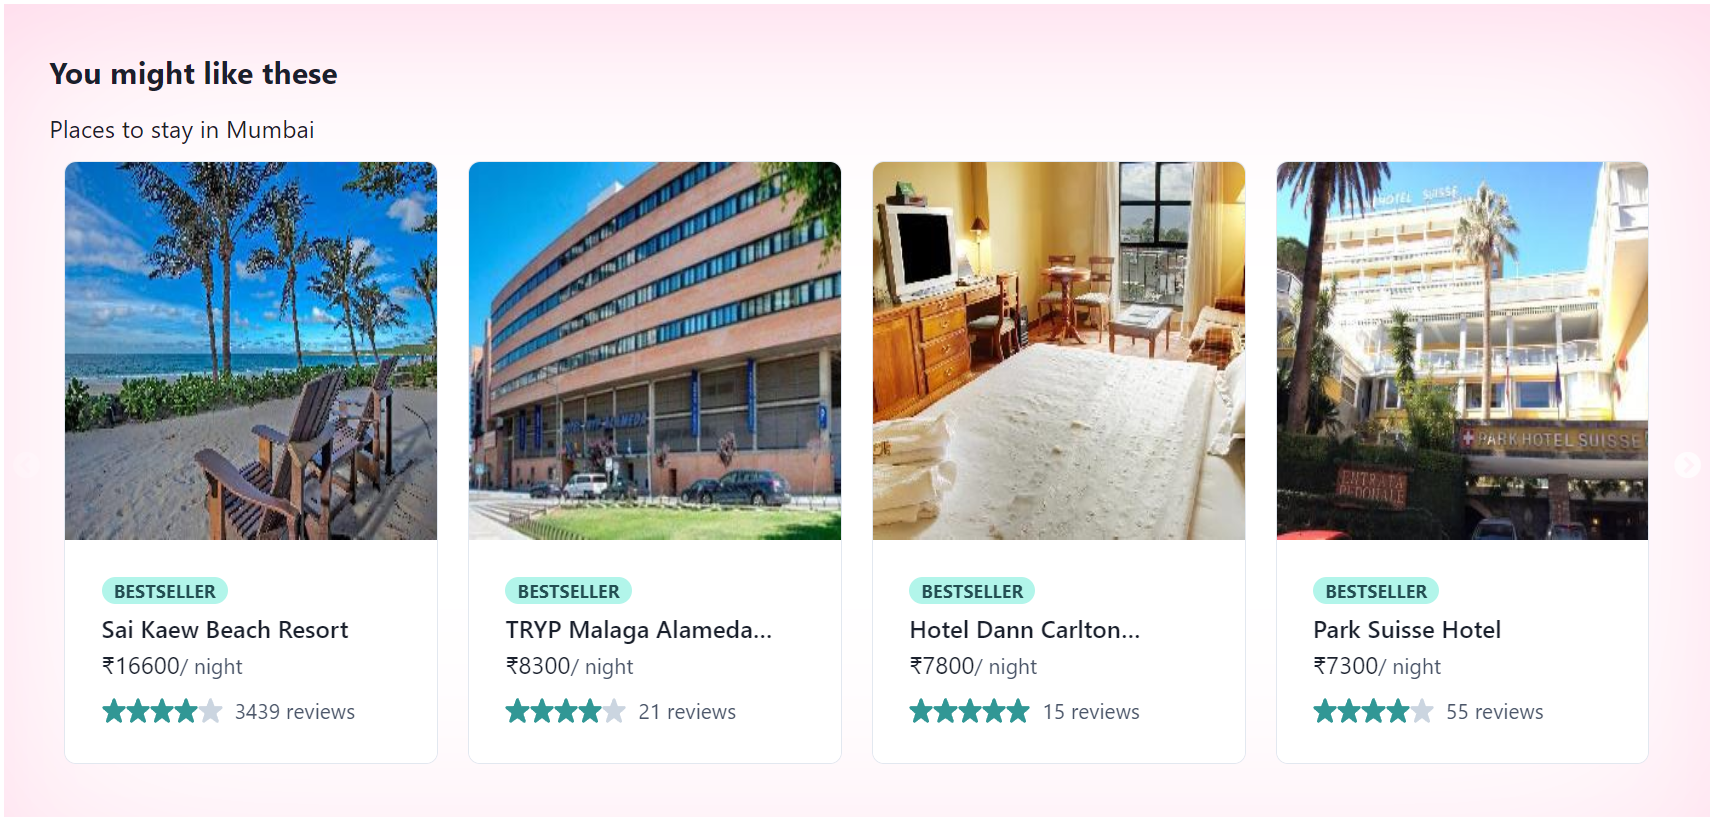 You might like these
Places to stay in Mumbai
HOTEL SUISSE
PARK HOTEL SUISSE
ENTRATA
PEDONALE
BESTSELLER
Sai Kaew Beach Resort
₹16600/ night
3439 reviews
BESTSELLER
TRYP Malaga Alameda...
₹8300/ night
21 reviews
BESTSELLER
Hotel Dann Carlton...
₹7800/ night
15 reviews
BESTSELLER
Park Suisse Hotel
₹7300/ night
55 reviews